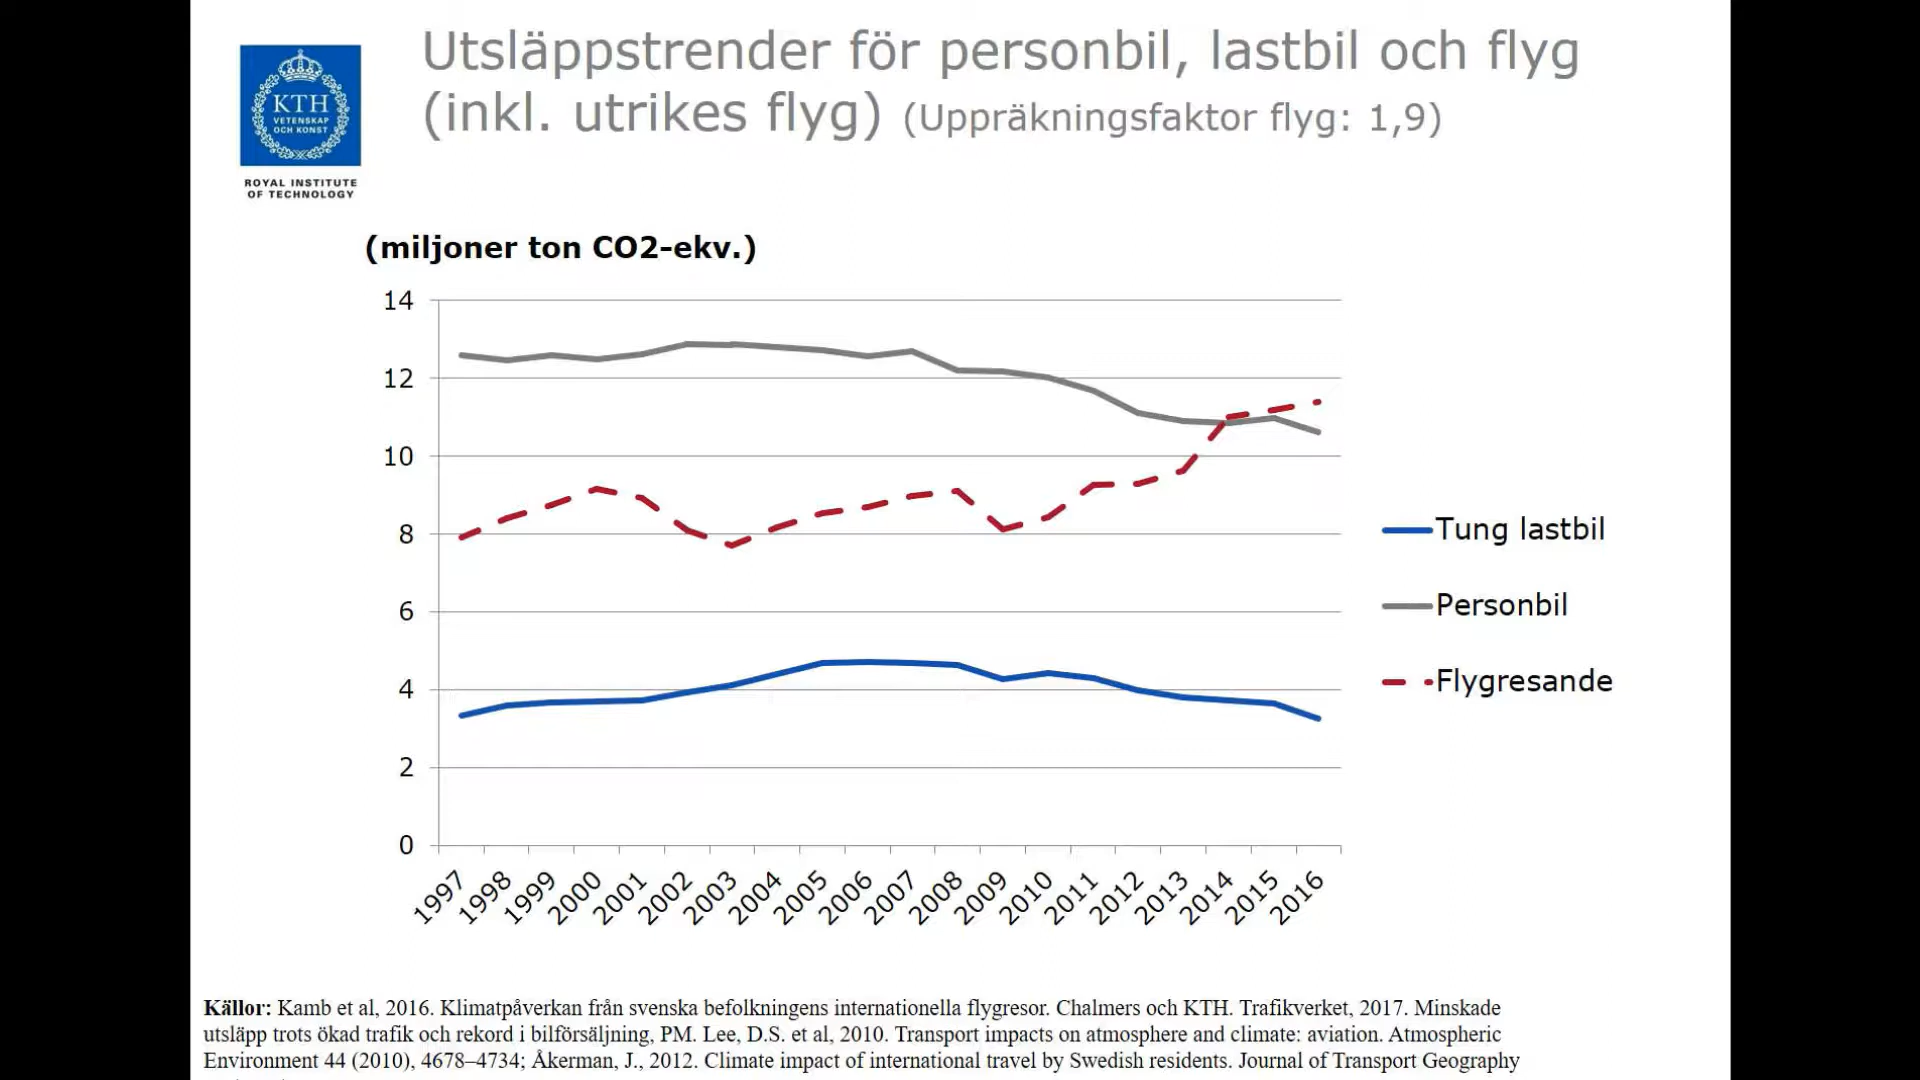 Utsläppstrender för personbil, lastbil och flyg
(inkl. utrikes flyg) (Uppräkningsfaktor flyg: 1,9)
KTH
VETENSKAP
OCH KONST
ROYAL INSTITUTE
OF TECHNOLOGY
(miljoner ton CO2-ekv.)
14
12
10
8
6
4
2
0
1997
1998
1999
2000
2001
2002
2003
2004
2005
2006
2007
2008
2009
2010
2011
2012
2013
2014
2015
2016
Tung lastbil
Personbil
Flygresande
Källor: Kamb et al, 2016. Klimatpåverkan från svenska befolkningens internationella flygresor. Chalmers och KTH. Trafikverket, 2017. Minskade
utsläpp trots ökad trafik och rekord i bilförsäljning, PM. Lee, D.S. et al, 2010. Transport impacts on atmosphere and climate: aviation. Atmospheric
Environment 44 (2010), 4678–4734; Åkerman, J., 2012. Climate impact of international travel by Swedish residents. Journal of Transport Geography